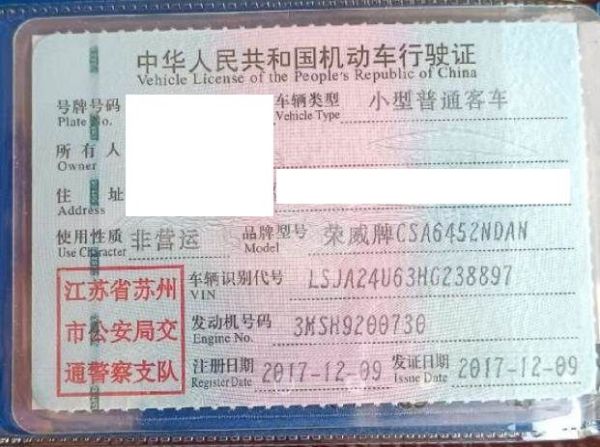 中华人民共和国机动车行驶证
Vehicle License of the People's Republic of China
号牌号码 车辆类型 小型普通客车
Plate No. Vehicle Type
所有人
Owner
住址
Address
使用性质 非营运 品牌型号 荣威牌CSA6452NDAN
Use Character Model
江苏省苏州
市公安局交
通警察支队
车辆识别代号 LSJA24U63HG238897
VIN
发动机号码 3MSH9200730
Engine No.
注册日期 2017-12-09 发证日期 2017-12-09
Register Date Issue Date